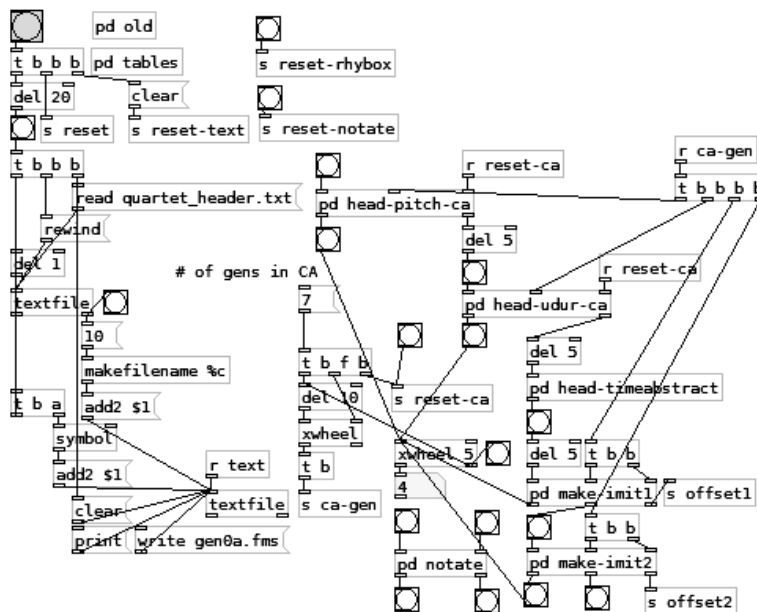 pd old
t b b b
pd tables
s reset-rhybox
del 20
clear
s reset
s reset-text
s reset-notate
t b b b
r reset-ca
r ca-gen
read quartet_header.txt
pd head-pitch-ca
t b b b b
rewind
del 5
del 1
# of gens in CA
r reset-ca
textfile
7
pd head-udur-ca
10
makefilename %c
t b f b
del 5
add2 $1
del 10
s reset-ca
pd head-timeabstract
t b a
symbol
xwheel
xwheel 5
del 5
t b b
add2 $1
r text
t b
4
pd make-imit1
s offset1
clear
textfile
s ca-gen
t b b
print
write gen0a.fms
pd notate
pd make-imit2
s offset2